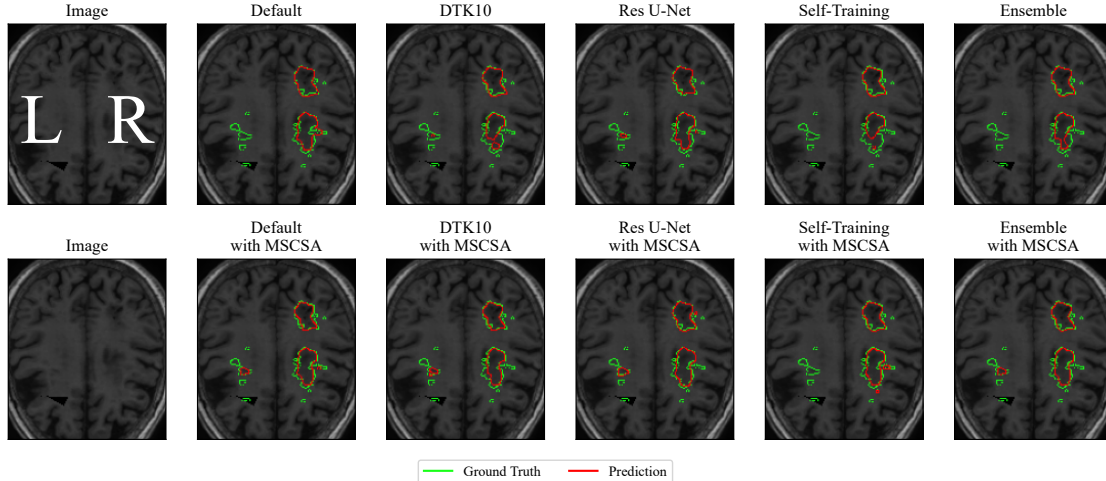 Image Default DTK10 Res U-Net Self-Training Ensemble
L R
Default DTK10 Res U-Net Self-Training Ensemble
Image with MSCSA with MSCSA with MSCSA with MSCSA with MSCSA
Ground Truth Prediction